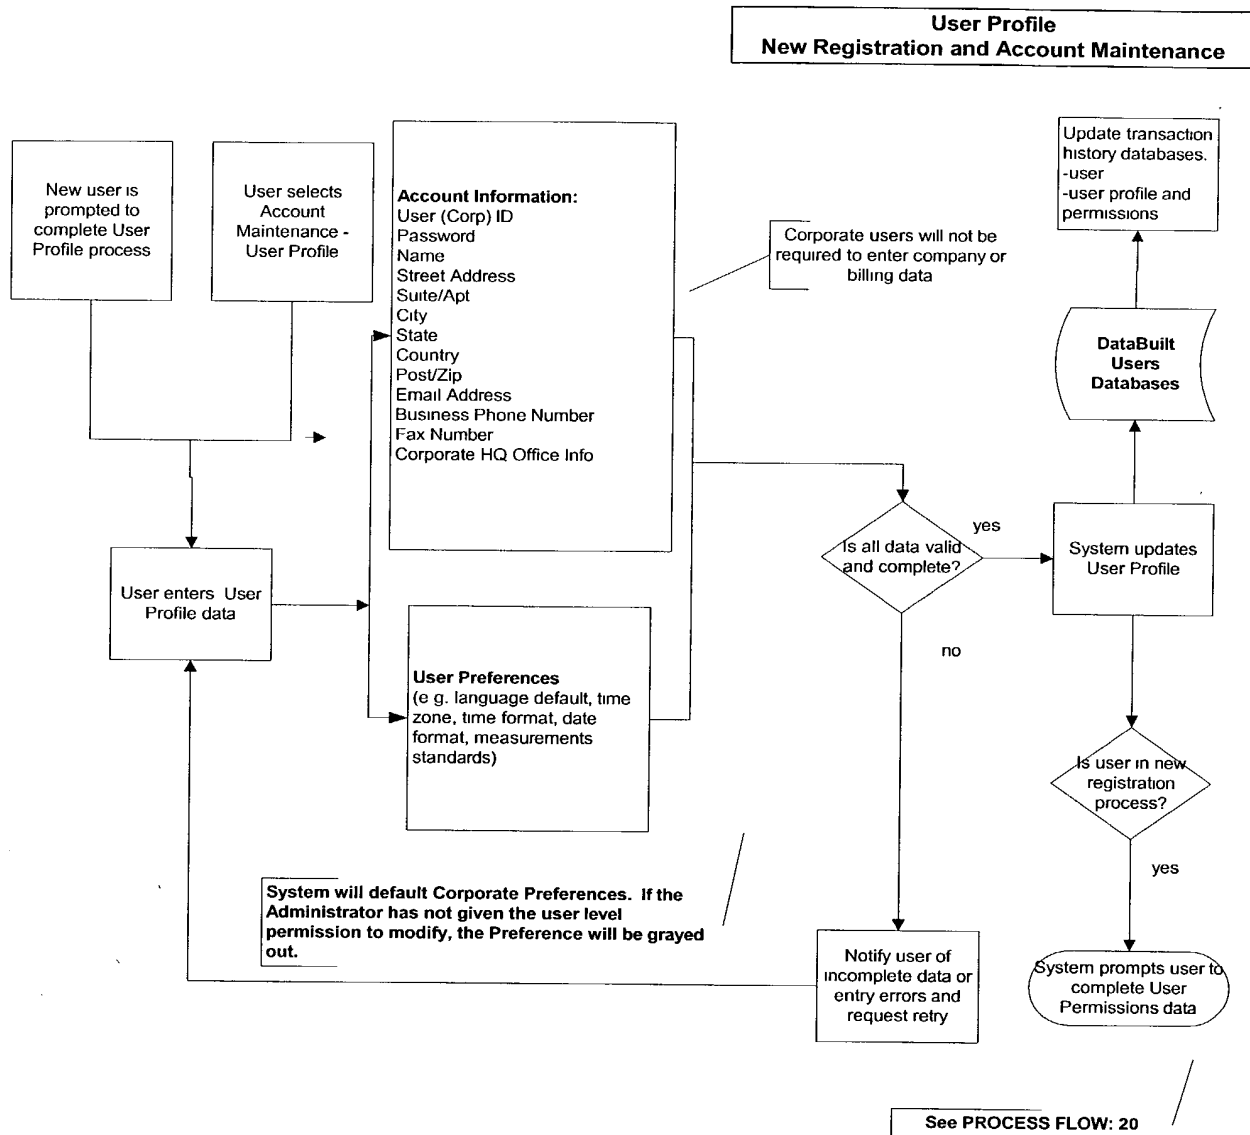 User Profile
New Registration and Account Maintenance
New user is
prompted to
complete User
Profile process
User selects
Account
Maintenance -
User Profile
Account Information:
User (Corp) ID
Password
Name
Street Address
Suite/Apt
City
State
Country
Post/Zip
Email Address
Business Phone Number
Fax Number
Corporate HQ Office Info
Corporate users will not be
required to enter company or
billing data
Update transaction
history databases.
-user
-user profile and
permissions
DataBuilt
Users
Databases
User enters User
Profile data
Is all data valid
and complete?
yes
System updates
User Profile
no
User Preferences
(e g. language default, time
zone, time format, date
format, measurements
standards)
Is user in new
registration
process?
yes
System will default Corporate Preferences. If the
Administrator has not given the user level
permission to modify, the Preference will be grayed
out.
Notify user of
incomplete data or
entry errors and
request retry
System prompts user to
complete User
Permissions data
See PROCESS FLOW: 20